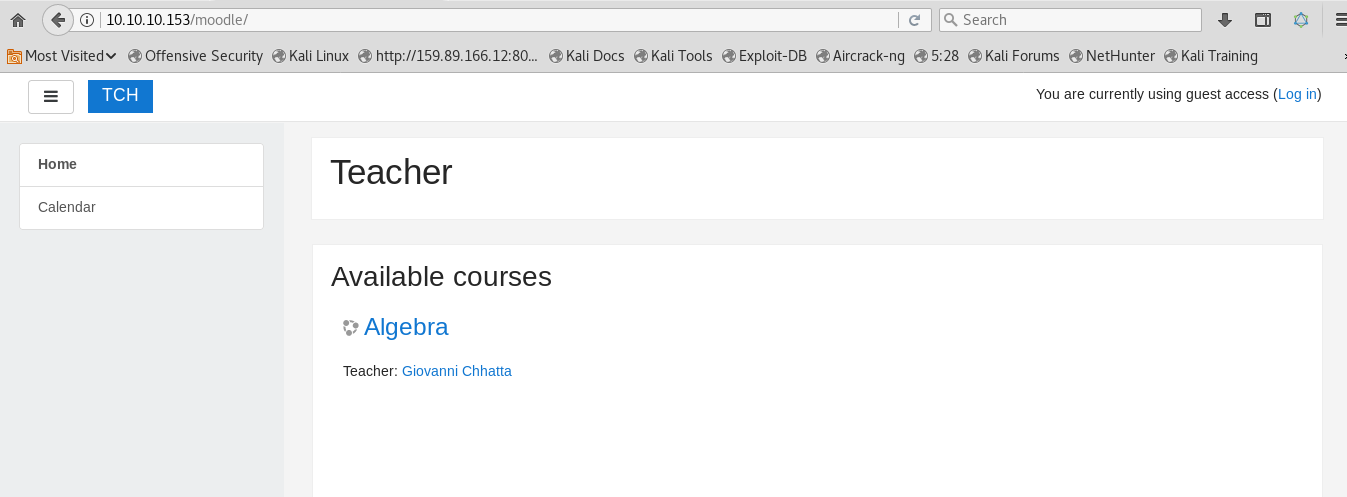 10.10.10.153/moodle/ Search
Most Visited Offensive Security Kali Linux http://159.89.166.12:80... Kali Docs Kali Tools Exploit-DB Aircrack-ng 5:28 Kali Forums NetHunter Kali Training
TCH You are currently using guest access (Log in)
Home
Calendar
Teacher
Available courses
Algebra
Teacher: Giovanni Chhatta